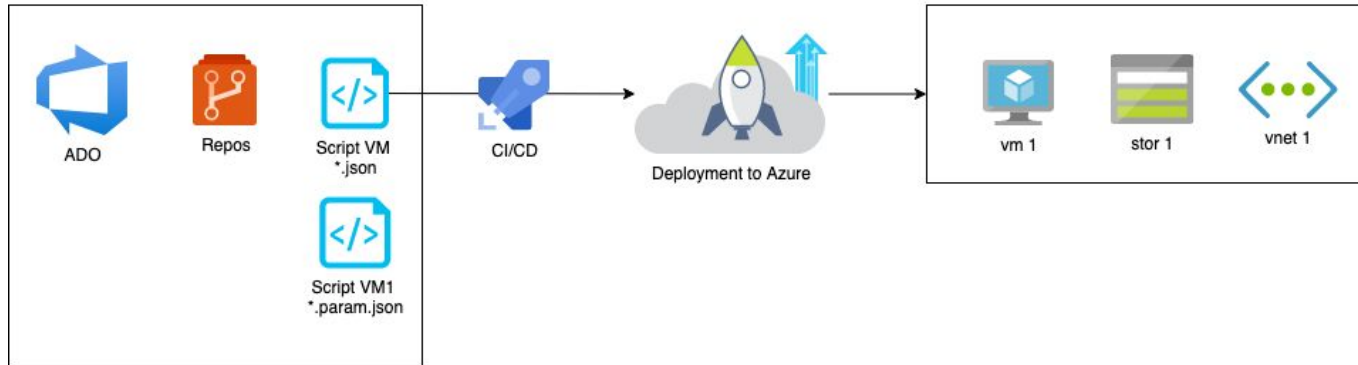 ADO
Repos
Script VM
*.json
Script VM1
*.param.json
CI/CD
Deployment to Azure
vm 1
stor 1
vnet 1